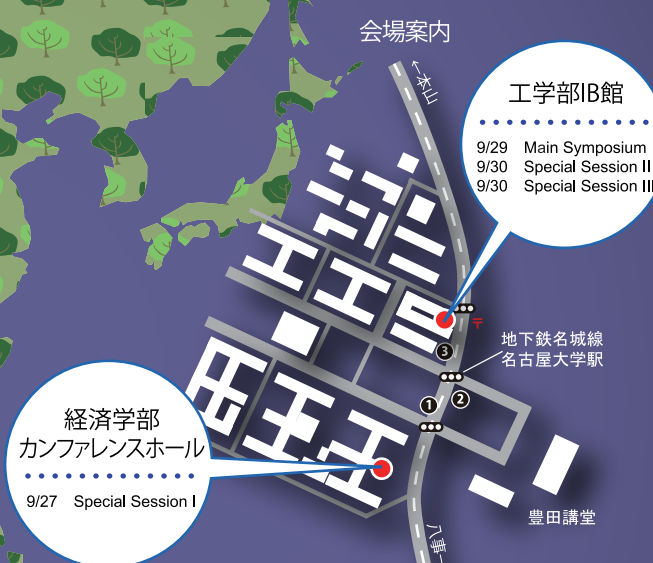 会場案内
←本山
工学部IB館
9/29 Main Symposium
9/30 Special Session II
9/30 Special Session III
〒
地下鉄名城線
名古屋大学駅
3
1
2
経済学部
カンファレンスホール
9/27 Special Session I
豊田講堂
八事